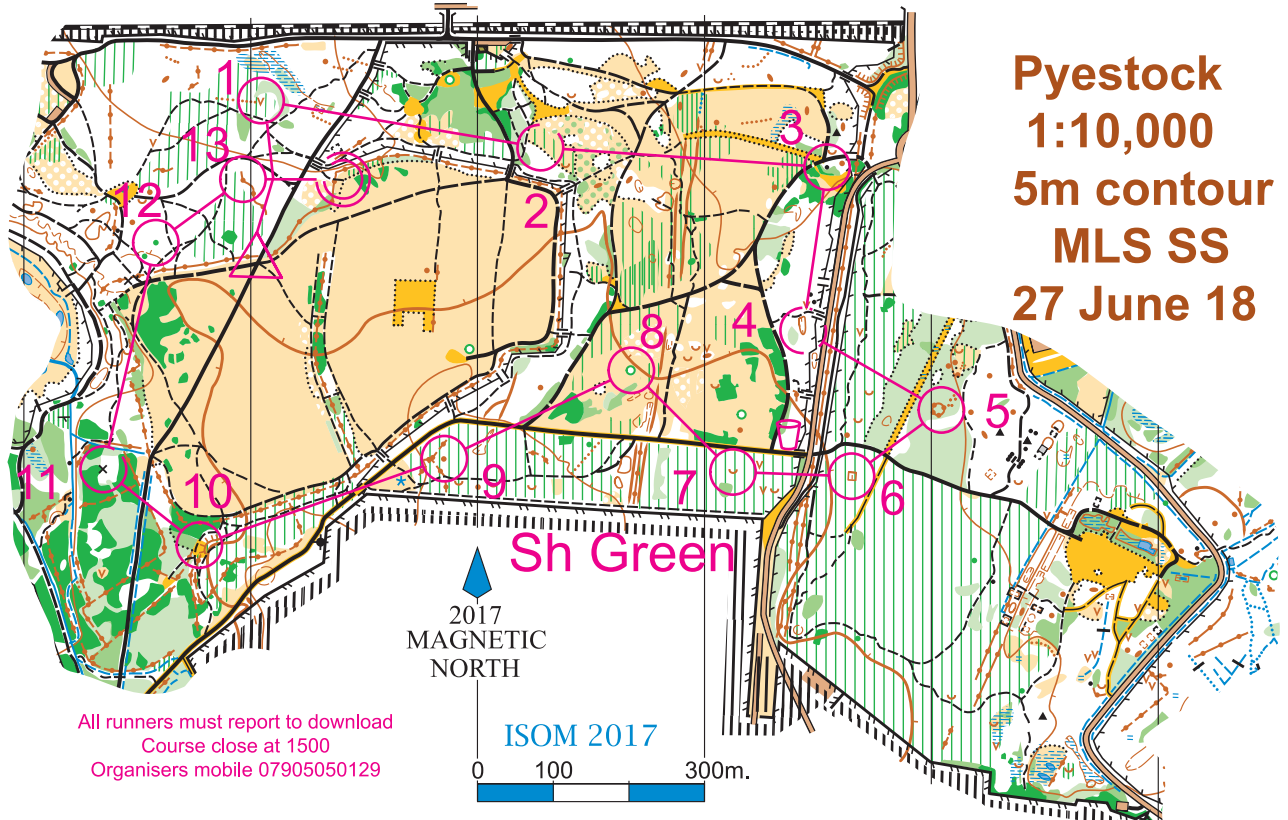 Pyestock
1:10,000
5m contour
MLS SS
27 June 18
1
13
3
12
2
4
8
5
11
10
9
7
6
Sh Green
2017
MAGNETIC
NORTH
All runners must report to download
Course close at 1500
Organisers mobile 07905050129
ISOM 2017
0 100 300m.